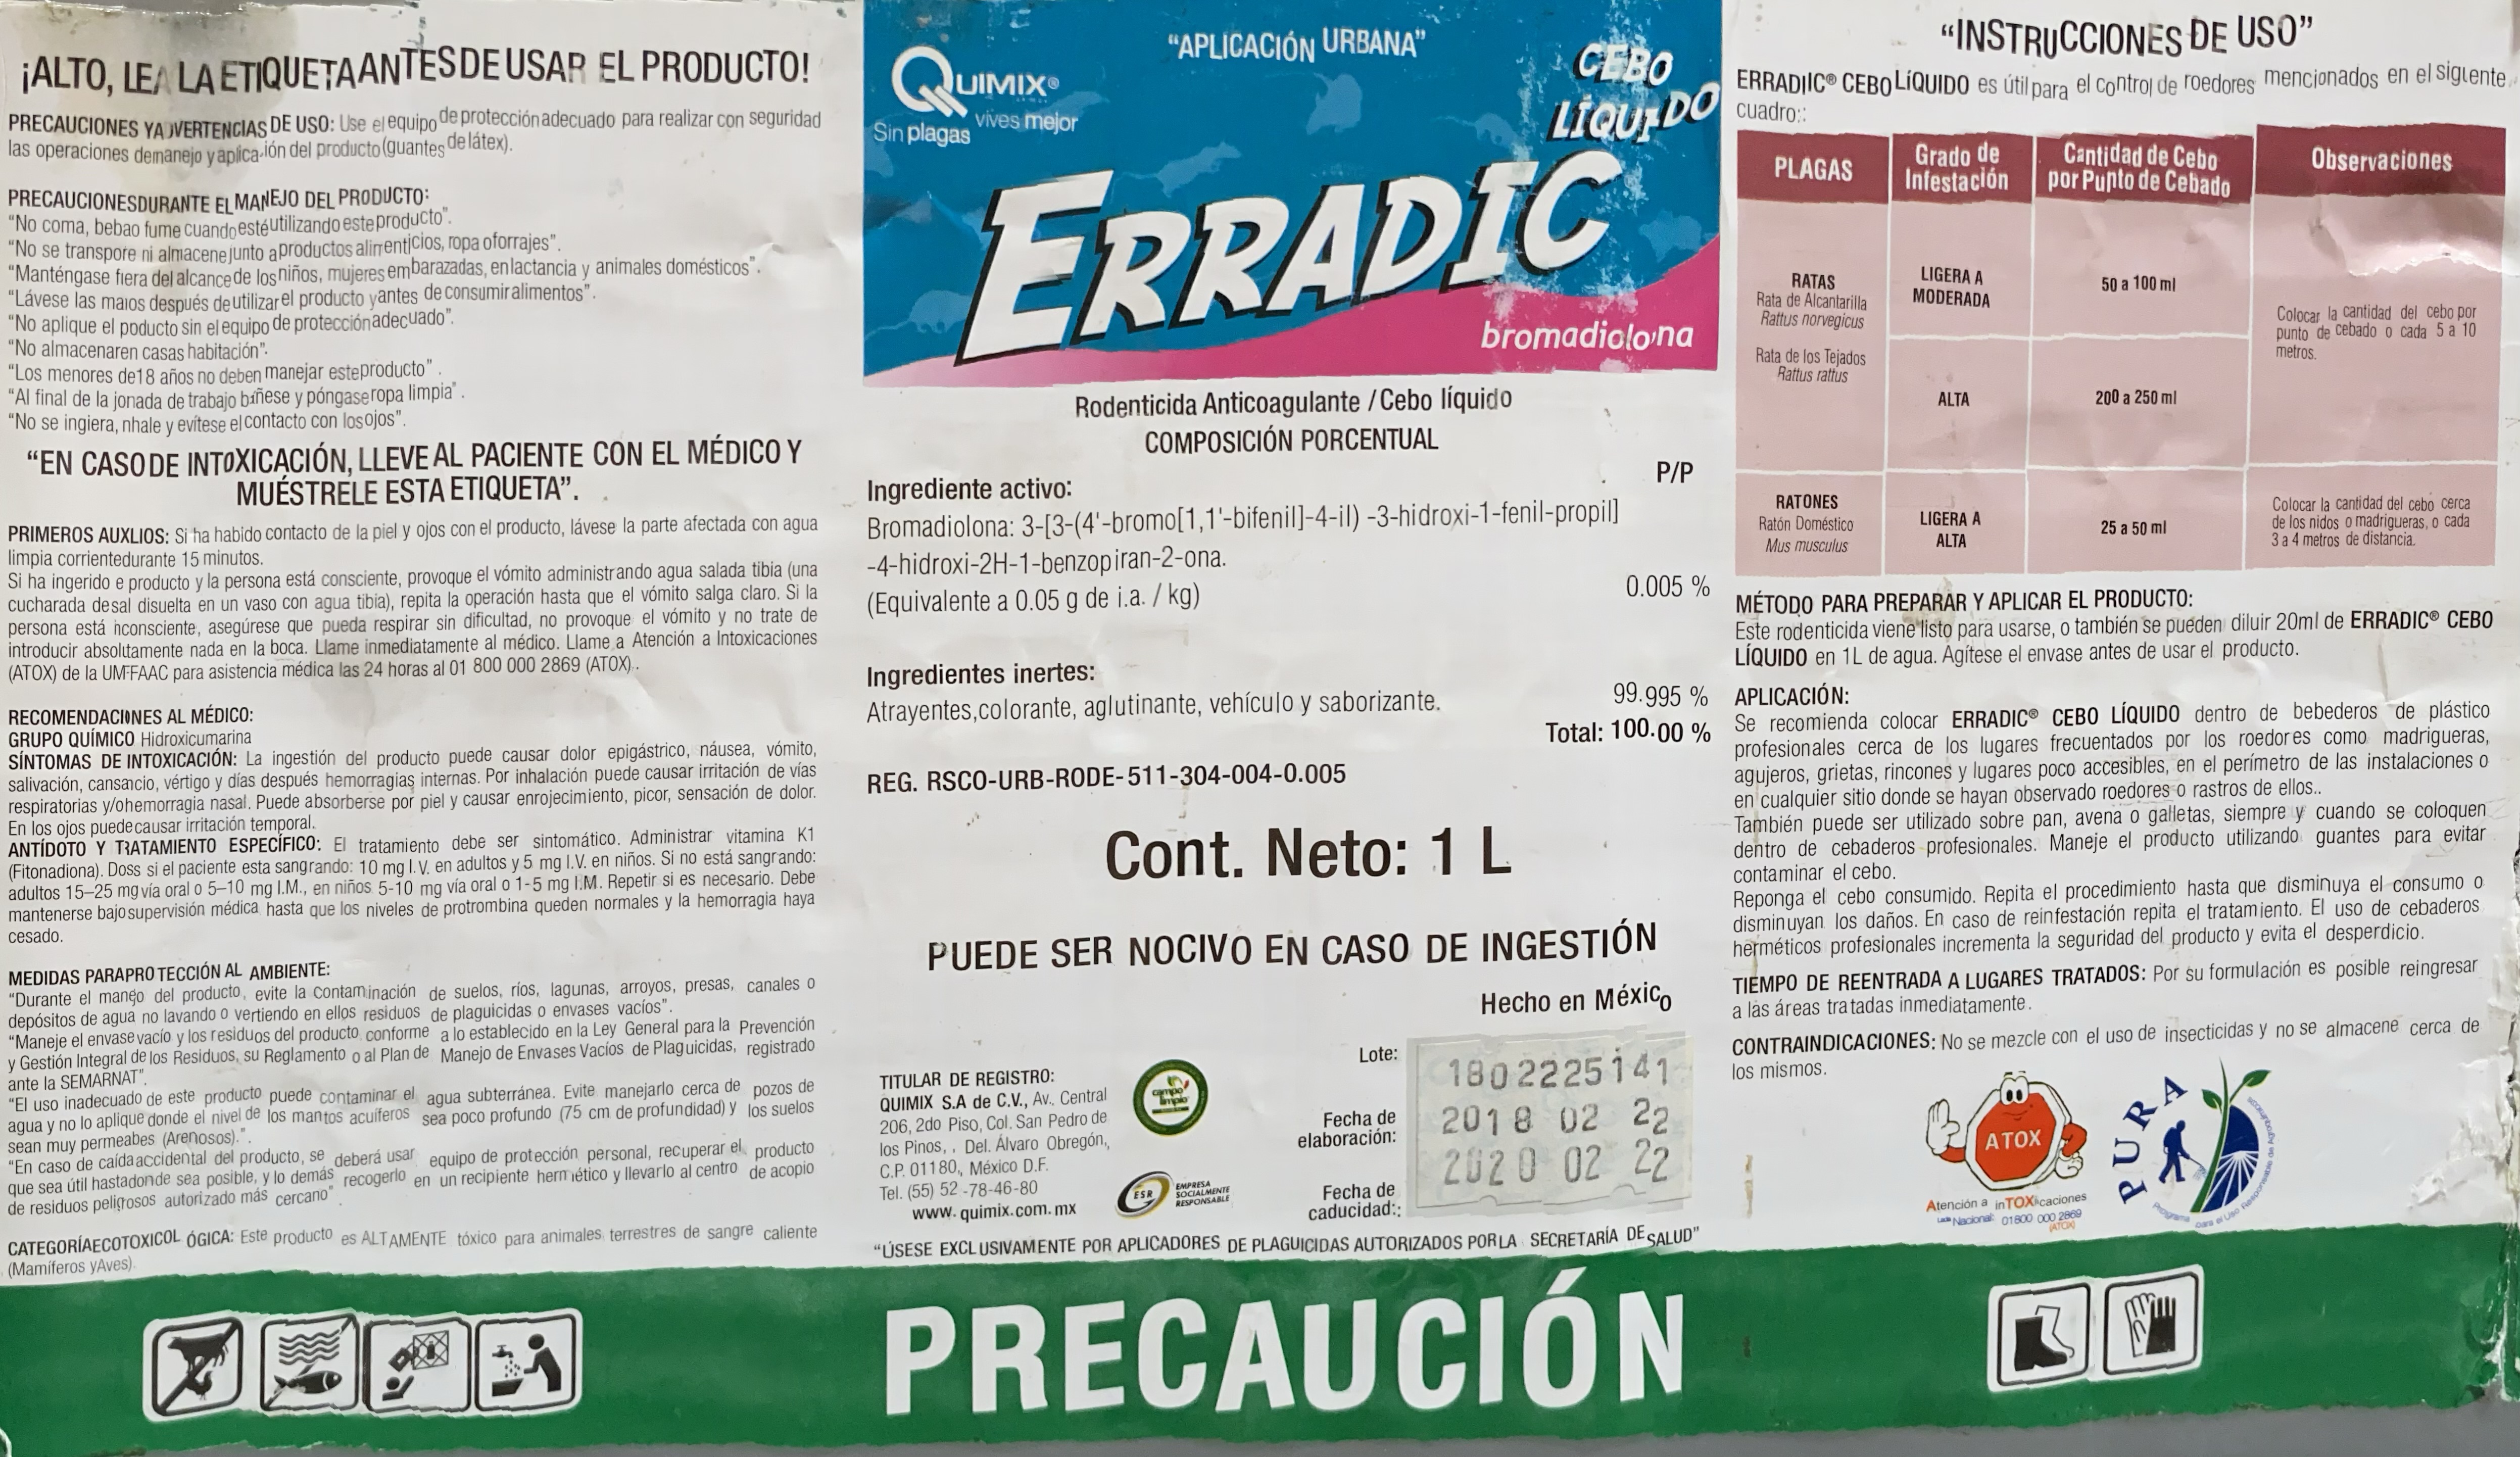 ¡ALTO, LEA LA ETIQUETA ANTES DE USAR EL PRODUCTO!
PRECAUCIONES Y ADVERTENCIAS DE USO: Use el equipo de protección adecuado para realizar con seguridad
las operaciones de manejo y aplicación del producto (guantes de látex).
PRECAUCIONES DURANTE EL MANEJO DEL PRODUCTO:
“No coma, beba o fume cuando esté utilizando este producto”.
“No se transpore ni almacene junto a productos alimenticios, ropa o forrajes”.
“Manténgase fuera del alcance de los niños, mujeres embarazadas, en lactancia y animales domésticos”.
“Lávese las manos después de utilizar el producto y antes de consumir alimentos”.
“No aplique el producto sin el equipo de protección adecuado”.
“No almacenar en casas habitación”.
“Los menores de 18 años no deben manejar este producto”.
“Al final de la jornada de trabajo báñese y póngase ropa limpia”.
“No se ingiera, inhale y evítese el contacto con los ojos”.
“EN CASO DE INTOXICACIÓN, LLEVE AL PACIENTE CON EL MÉDICO Y
MUÉSTRELE ESTA ETIQUETA”.
PRIMEROS AUXILIOS: Si ha habido contacto de la piel y ojos con el producto, lávese la parte afectada con agua
limpia corriente durante 15 minutos.
Si ha ingerido el producto y la persona está consciente, provoque el vómito administrando agua salada tibia (una
cucharada de sal disuelta en un vaso con agua tibia), repita la operación hasta que el vómito salga claro. Si la
persona está inconsciente, asegúrese que pueda respirar sin dificultad, no provoque el vómito y no trate de
introducir absolutamente nada en la boca. Llame inmediatamente al médico. Llame a Atención a Intoxicaciones
(ATOX) de la UMFFAAC para asistencia médica las 24 horas al 01 800 000 2869 (ATOX)..
RECOMENDACIONES AL MÉDICO:
GRUPO QUÍMICO Hidroxicumarina
SÍNTOMAS DE INTOXICACIÓN: La ingestión del producto puede causar dolor epigástrico, náusea, vómito,
salivación, cansancio, vértigo y días después hemorragias internas. Por inhalación puede causar irritación de vías
respiratorias y/o hemorragia nasal. Puede absorberse por piel y causar enrojecimiento, picor, sensación de dolor.
En los ojos puede causar irritación temporal.
ANTÍDOTO Y TRATAMIENTO ESPECÍFICO: El tratamiento debe ser sintomático. Administrar vitamina K1
(Fitonadiona). Dosis si el paciente esta sangrando: 10 mg I.V. en adultos y 5 mg I.V. en niños. Si no está sangrando:
adultos 15–25 mg vía oral o 5–10 mg I.M., en niños 5-10 mg vía oral o 1-5 mg I.M. Repetir si es necesario. Debe
mantenerse bajo supervisión médica hasta que los niveles de protrombina queden normales y la hemorragia haya
cesado.
MEDIDAS PARA PROTECCIÓN AL AMBIENTE:
“Durante el manejo del producto, evite la contaminación de suelos, ríos, lagunas, arroyos, presas, canales o
depósitos de agua no lavando o vertiendo en ellos residuos de plaguicidas o envases vacíos”.
“Maneje el envase vacío y los residuos del producto conforme a lo establecido en la Ley General para la Prevención
y Gestión Integral de los Residuos, su Reglamento o al Plan de Manejo de Envases Vacíos de Plaguicidas, registrado
ante la SEMARNAT”.
“El uso inadecuado de este producto puede contaminar el agua subterránea. Evite manejarlo cerca de pozos de
agua y no lo aplique donde el nivel de los mantos acuíferos sea poco profundo (75 cm de profundidad) y los suelos
sean muy permeabes (Arenosos).”.
“En caso de caída accidental del producto, se deberá usar equipo de protección personal, recuperar el producto
que sea útil hasta donde sea posible, y lo demás recogerlo en un recipiente hermético y llevarlo al centro de acopio
de residuos peligrosos autorizado más cercano”
CATEGORÍA ECOTOXICOLÓGICA: Este producto es ALTAMENTE tóxico para animales terrestres de sangre caliente
(Mamíferos y Aves).
“APLICACIÓN URBANA”
QUIMIX®
Sin plagas vives mejor
CEBO
LÍQUIDO
ERRADIC
bromadiolona
Rodenticida Anticoagulante / Cebo líquido
COMPOSICIÓN PORCENTUAL
P/P
Ingrediente activo:
Bromadiolona: 3-[3-(4'-bromo[1,1'-bifenil]-4-il) -3-hidroxi-1-fenil-propil]
-4-hidroxi-2H-1-benzopiran-2-ona.
(Equivalente a 0.05 g de i.a. / kg) 0.005 %
Ingredientes inertes:
Atrayentes, colorante, aglutinante, vehículo y saborizante. 99.995 %
Total: 100.00 %
REG. RSCO-URB-RODE-511-304-004-0.005
Cont. Neto: 1 L
PUEDE SER NOCIVO EN CASO DE INGESTIÓN
Hecho en México
TITULAR DE REGISTRO:
QUIMIX S.A de C.V., Av. Central
206, 2do Piso, Col. San Pedro de
los Pinos, , Del. Álvaro Obregón,
C.P. 01180, México D.F.
Tel. (55) 52 -78-46-80
www.quimix.com.mx
campo
limpio
ESR
EMPRESA
SOCIALMENTE
RESPONSABLE
Lote: 1802225141
Fecha de
elaboración: 2018 02 22
Fecha de
caducidad:: 2020 02 22
“ÚSESE EXCLUSIVAMENTE POR APLICADORES DE PLAGUICIDAS AUTORIZADOS POR LA SECRETARÍA DE SALUD”
PRECAUCIÓN
“INSTRUCCIONES DE USO”
ERRADIIC® CEBO LÍQUIDO es útil para el control de roedores mencionados en el siguente
cuadro::
PLAGAS
Grado de
Infestación
Cantidad de Cebo
por Punto de Cebado
Observaciones
RATAS
Rata de Alcantarilla
Rattus norvegicus
Rata de los Tejados
Rattus rattus
LIGERA A
MODERADA
50 a 100 ml
ALTA
200 a 250 ml
Colocar la cantidad del cebo por
punto de cebado o cada 5 a 10
metros.
RATONES
Ratón Doméstico
Mus musculus
LIGERA A
ALTA
25 a 50 ml
Colocar la cantidad del cebo cerca
de los nidos o madrigueras, o cada
3 a 4 metros de distancia.
MÉTODO PARA PREPARAR Y APLICAR EL PRODUCTO:
Este rodenticida viene listo para usarse, o también se pueden diluir 20ml de ERRADIC® CEBO
LÍQUIDO en 1L de agua. Agítese el envase antes de usar el producto.
APLICACIÓN:
Se recomienda colocar ERRADIC® CEBO LÍQUIDO dentro de bebederos de plástico
profesionales cerca de los lugares frecuentados por los roedores como madrigueras,
agujeros, grietas, rincones y lugares poco accesibles, en el perímetro de las instalaciones o
en cualquier sitio donde se hayan observado roedores o rastros de ellos..
También puede ser utilizado sobre pan, avena o galletas, siempre y cuando se coloquen
dentro de cebaderos profesionales. Maneje el producto utilizando guantes para evitar
contaminar el cebo.
Reponga el cebo consumido. Repita el procedimiento hasta que disminuya el consumo o
disminuyan los daños. En caso de reinfestación repita el tratamiento. El uso de cebaderos
herméticos profesionales incrementa la seguridad del producto y evita el desperdicio.
TIEMPO DE REENTRADA A LUGARES TRATADOS: Por su formulación es posible reingresar
a las áreas tratadas inmediatamente.
CONTRAINDICACIONES: No se mezcle con el uso de insecticidas y no se almacene cerca de
los mismos.
ATOX
Atención a inTOXicaciones
Lada Nacional: 01800 000 2869
(ATOX)
PURA
Programa para el Uso Responsable de Agroquímicos